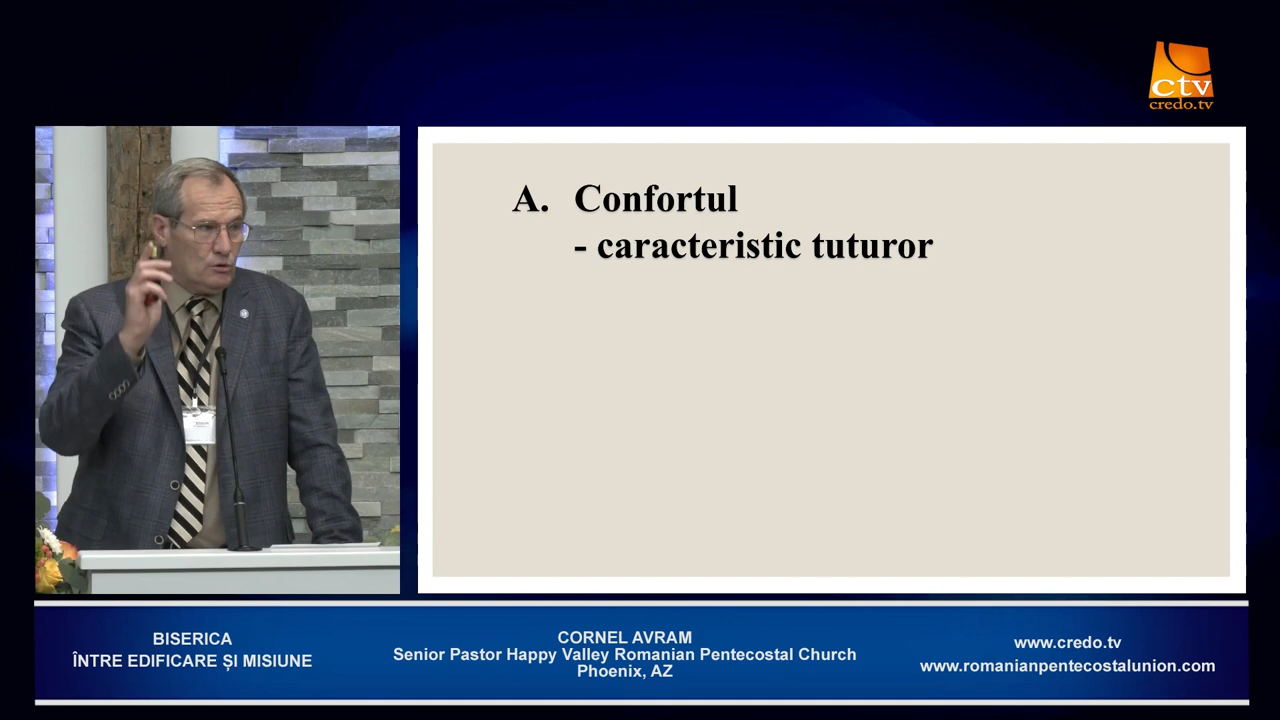 ctv
credo.tv
A. Confortul
- caracteristic tuturor
BISERICA
ÎNTRE EDIFICARE ȘI MISIUNE
CORNEL AVRAM
Senior Pastor Happy Valley Romanian Pentecostal Church
Phoenix, AZ
www.credo.tv
www.romanianpentecostalunion.com